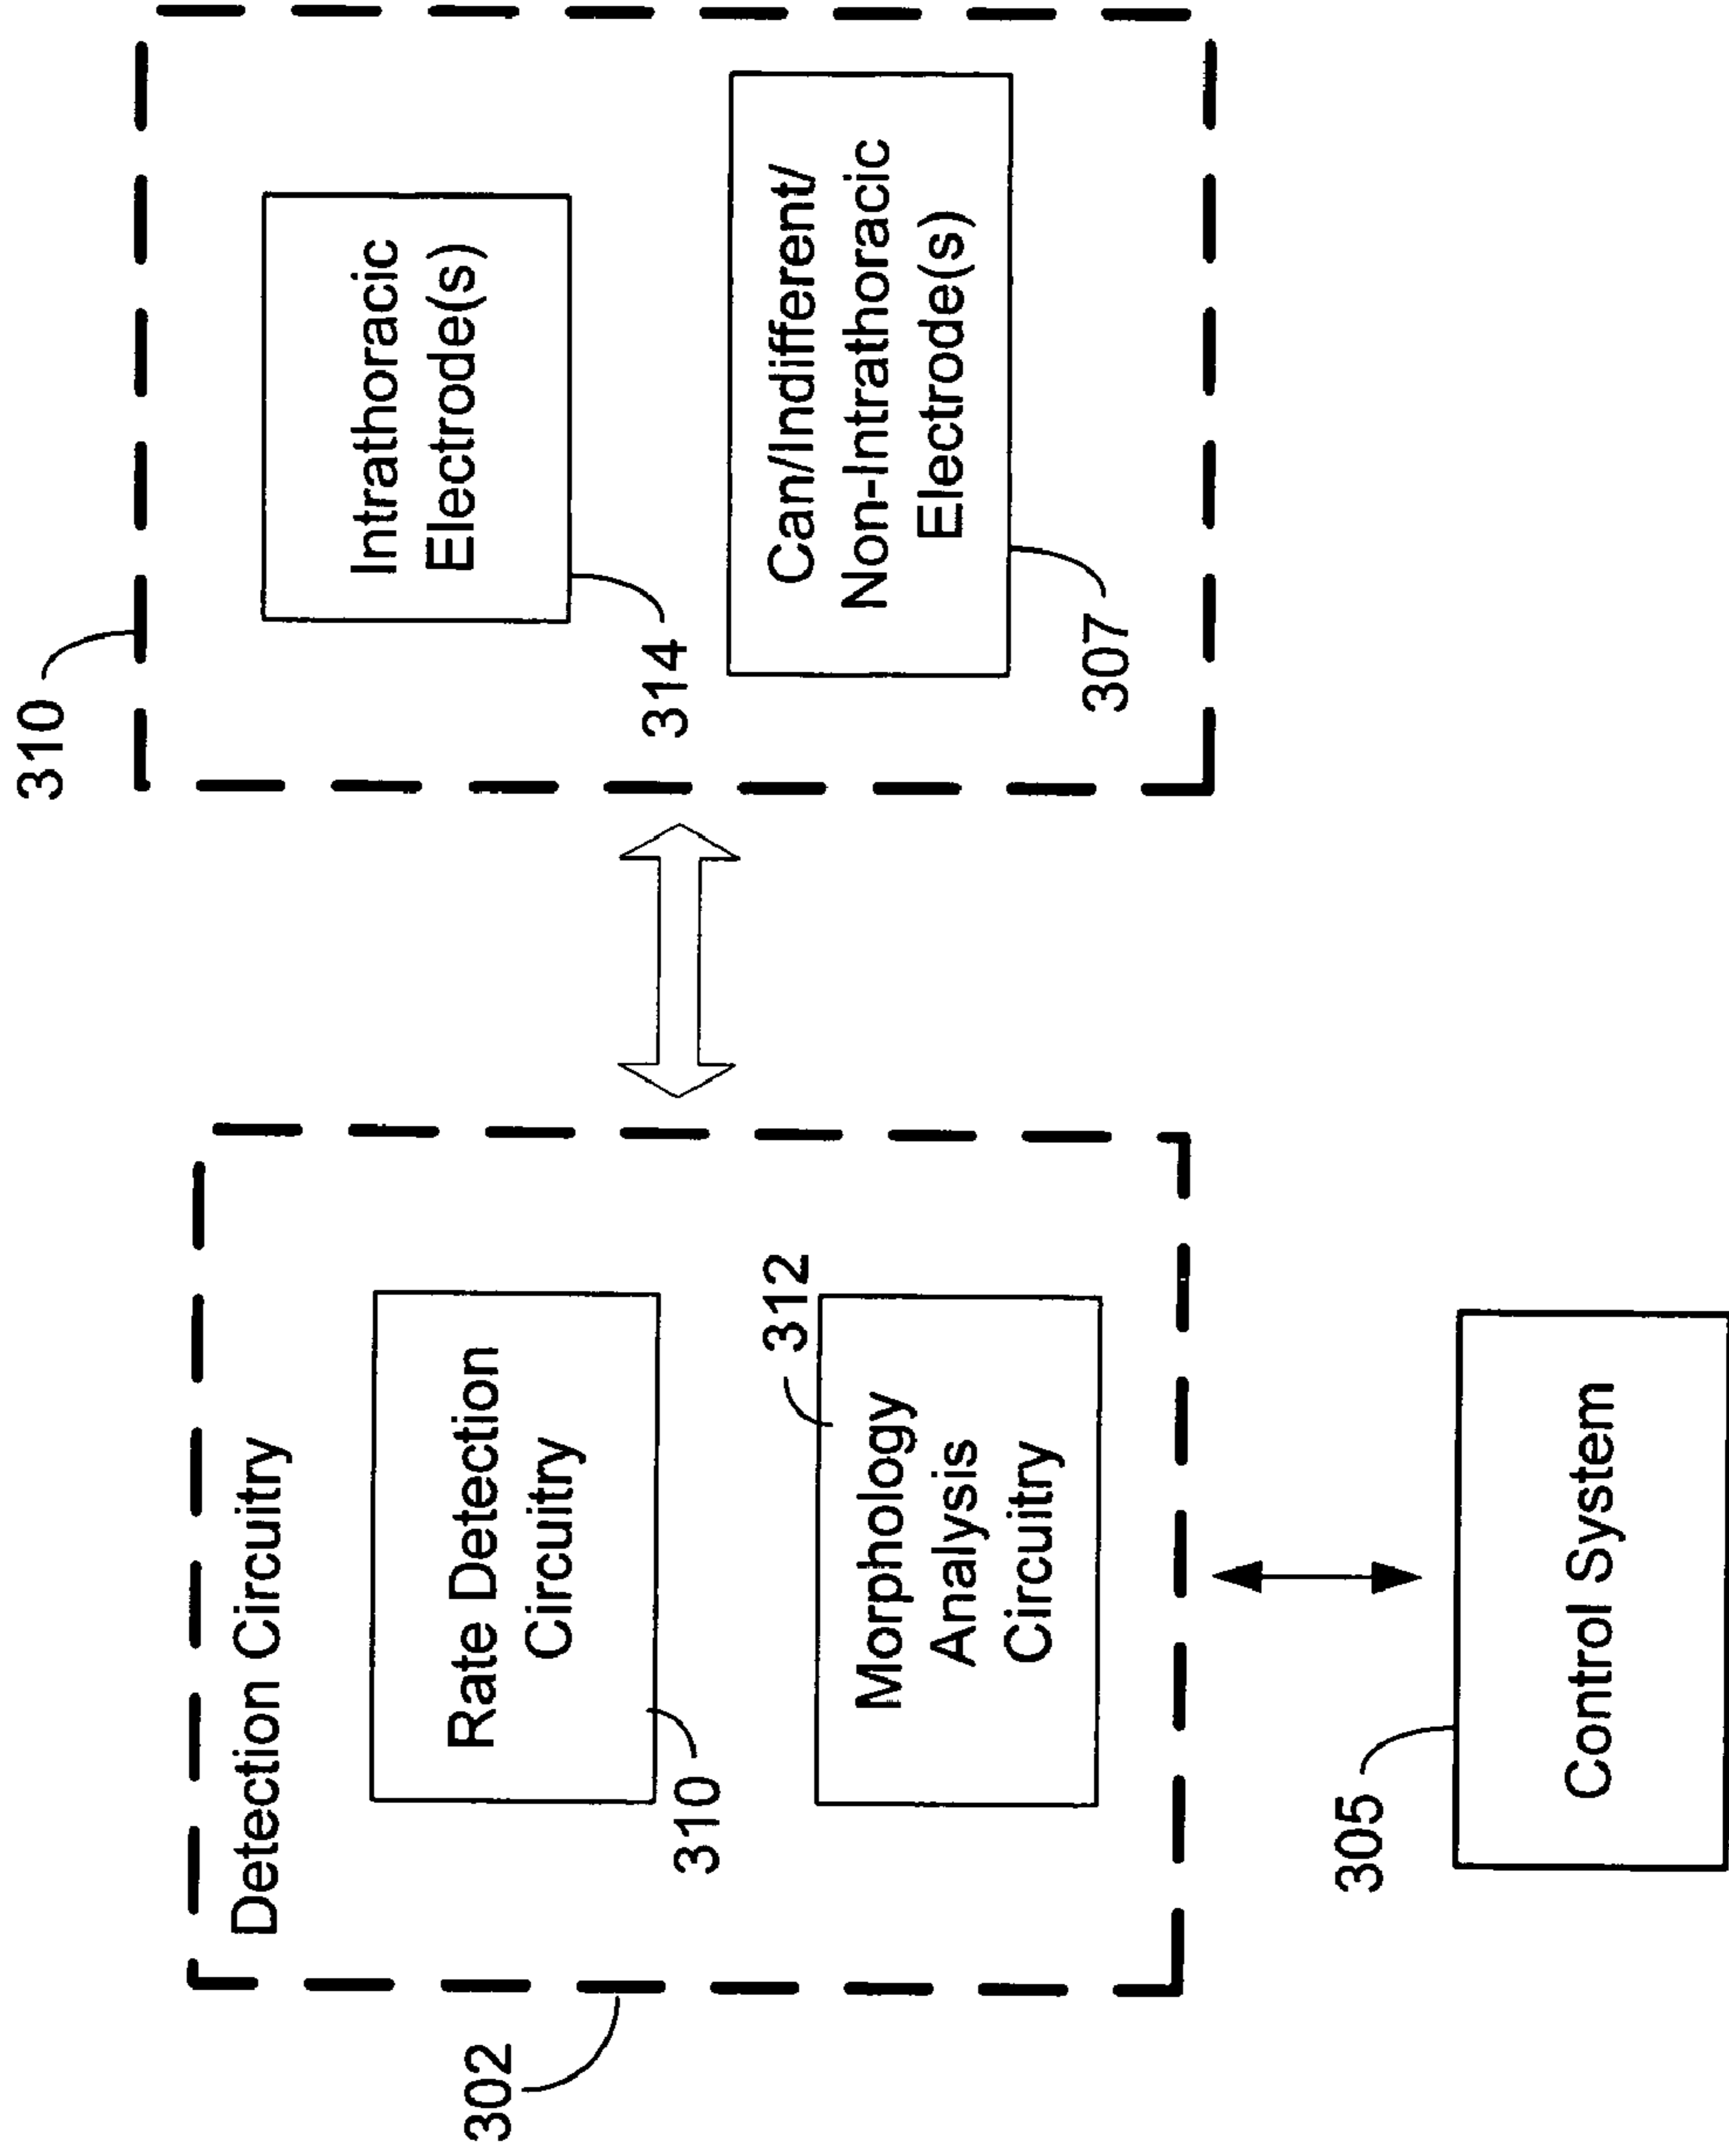 Detection Circuitry
302
Rate Detection
Circuitry
310
312
Morphology
Analysis
Circuitry
305
Control System
310
Intrathoracic
Electrode(s)
314
Can/Indifferent/
Non-Intrathoracic
Electrode(s)
307